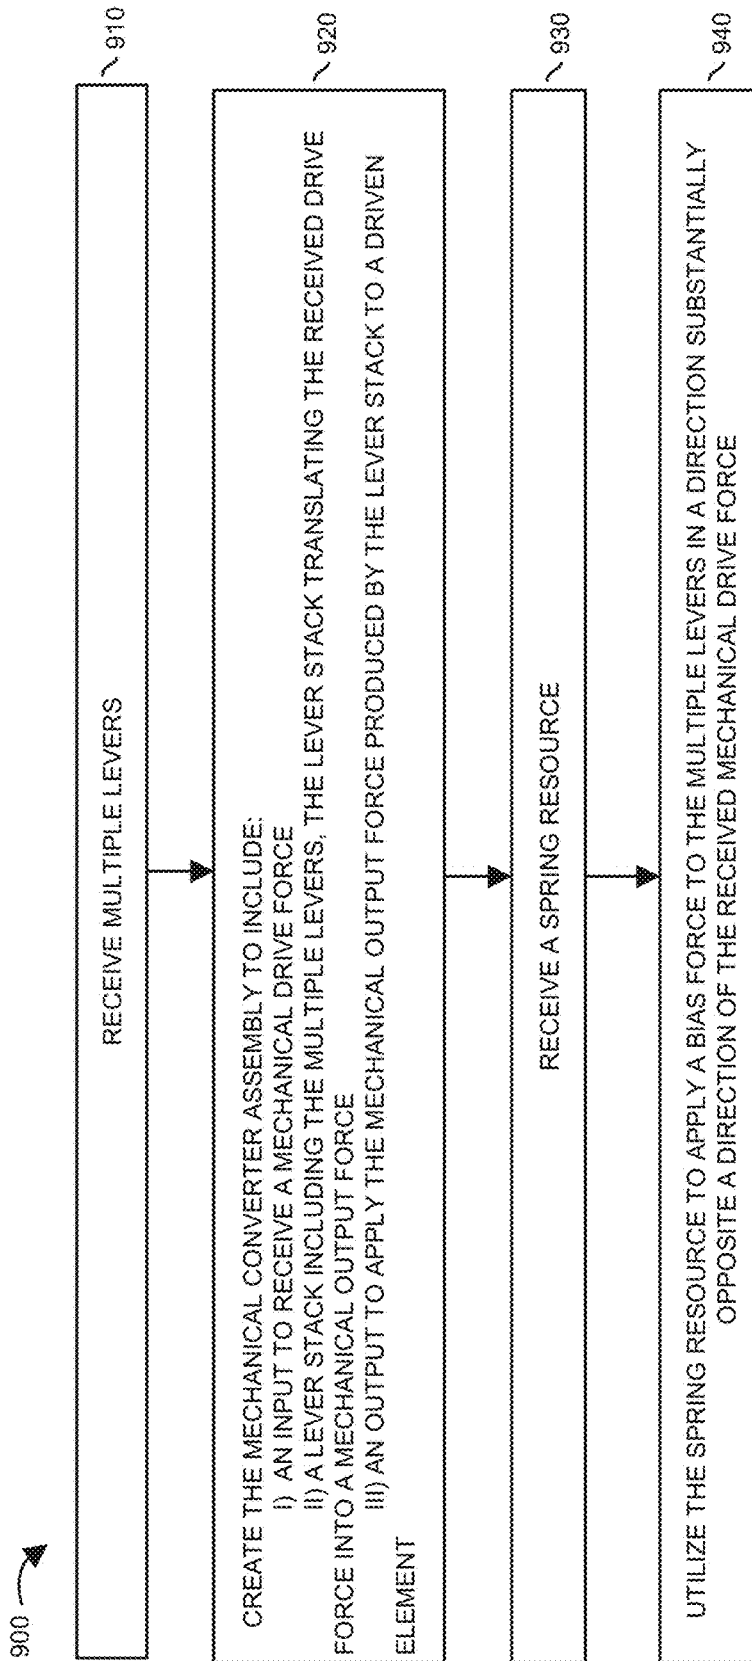 900
RECEIVE MULTIPLE LEVERS
910
CREATE THE MECHANICAL CONVERTER ASSEMBLY TO INCLUDE:
I) AN INPUT TO RECEIVE A MECHANICAL DRIVE FORCE
II) A LEVER STACK INCLUDING THE MULTIPLE LEVERS, THE LEVER STACK TRANSLATING THE RECEIVED DRIVE
FORCE INTO A MECHANICAL OUTPUT FORCE
III) AN OUTPUT TO APPLY THE MECHANICAL OUTPUT FORCE PRODUCED BY THE LEVER STACK TO A DRIVEN
ELEMENT
920
RECEIVE A SPRING RESOURCE
930
UTILIZE THE SPRING RESOURCE TO APPLY A BIAS FORCE TO THE MULTIPLE LEVERS IN A DIRECTION SUBSTANTIALLY
OPPOSITE A DIRECTION OF THE RECEIVED MECHANICAL DRIVE FORCE
940